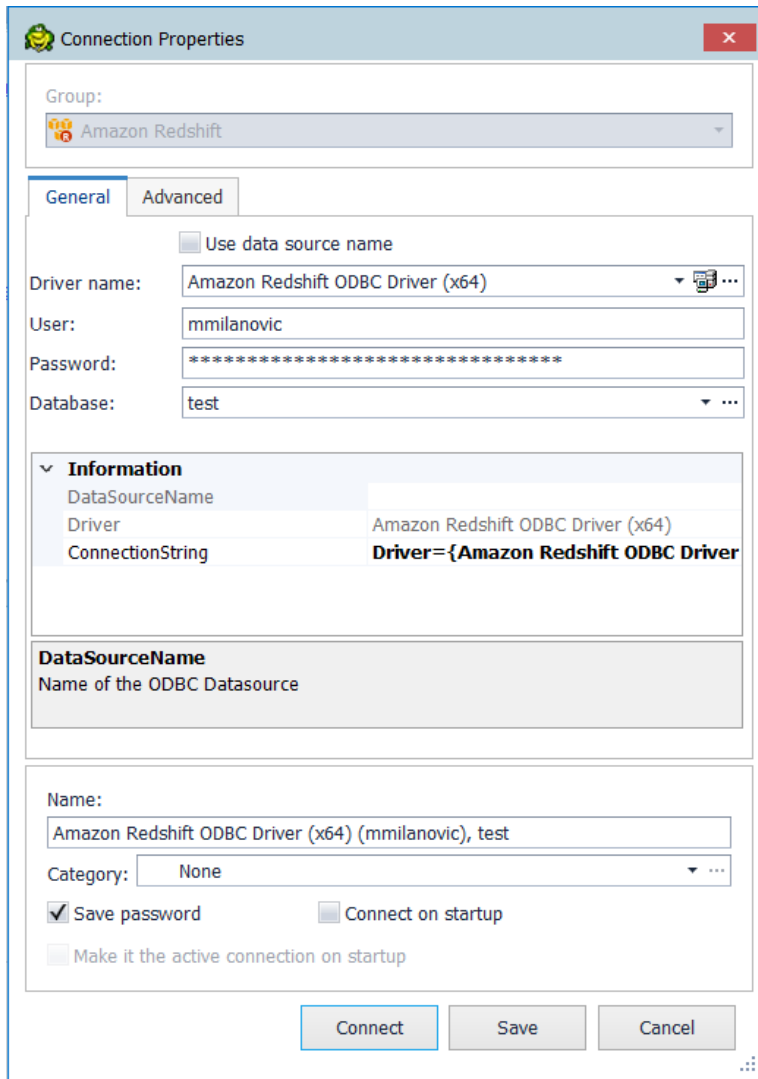 Connection Properties
Group:
Amazon Redshift
General Advanced
Use data source name
Driver name: Amazon Redshift ODBC Driver (x64)
User: mmilanovic
Password: ********************************
Database: test
Information
DataSourceName
Driver Amazon Redshift ODBC Driver (x64)
ConnectionString Driver={Amazon Redshift ODBC Driver
DataSourceName
Name of the ODBC Datasource
Name:
Amazon Redshift ODBC Driver (x64) (mmilanovic), test
Category: None
Save password Connect on startup
Make it the active connection on startup
Connect Save Cancel